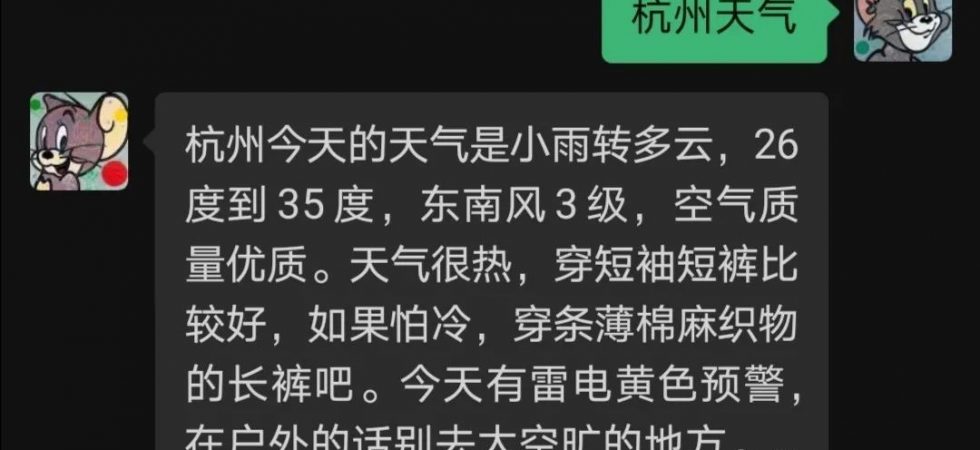 杭州天气
杭州今天的天气是小雨转多云，26
度到35度，东南风3级，空气质
量优质。天气很热，穿短袖短裤比
较好，如果怕冷，穿条薄棉麻织物
的长裤吧。今天有雷电黄色预警，
在户外的话别去太空旷的地方。